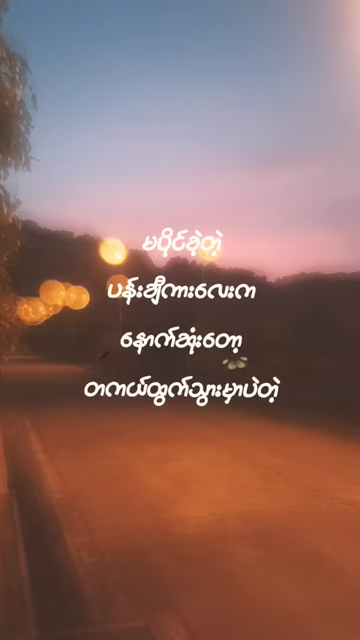 မပိုင်ခဲ့တဲ့
ပန်းချီကားလေးက
နောက်ဆုံးတော့
တကယ်ထွက်သွားမှာပဲတဲ့